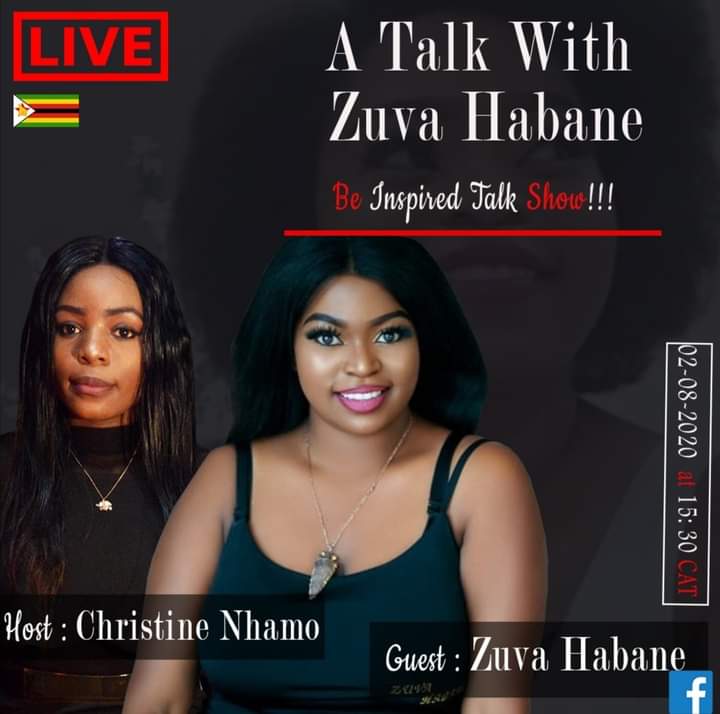 LIVE
A Talk With
Zuva Habane
Be Inspired Talk Show!!!
02-08-2020 at 15:30 CAT
Host : Christine Nhamo
Guest : Zuva Habane
ZUVA
f